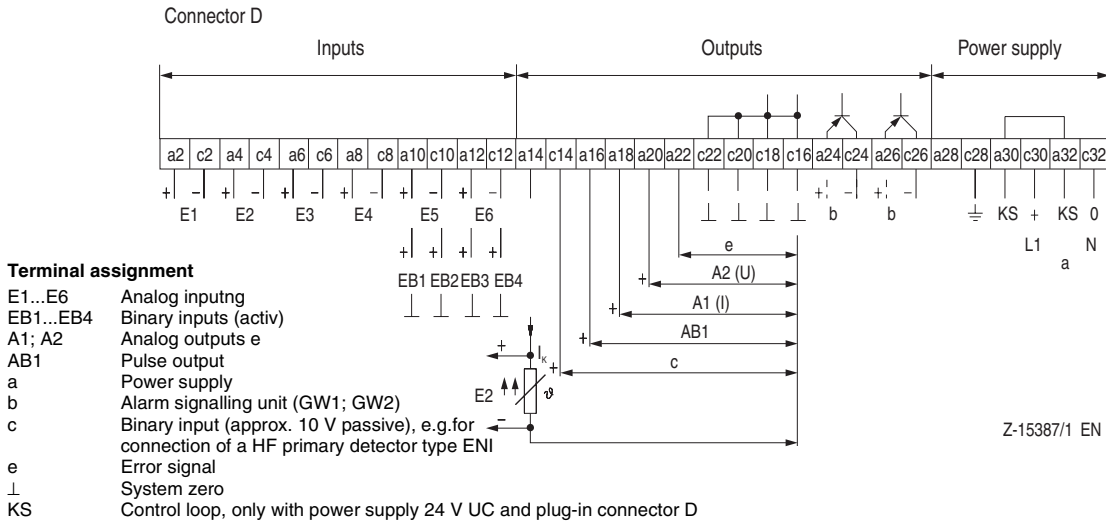 Connector D
Inputs Outputs Power supply
a2 c2 a4 c4 a6 c6 a8 c8 a10 c10 a12 c12 a14 c14 a16 a18 a20 a22 c22 c20 c18 c16 a24 c24 a26 c26 a28 c28 a30 c30 a32 c32
+ − + − + − + − + − + − + − + −
E1 E2 E3 E4 E5 E6 b b KS + KS 0
+ + + +
EB1 EB2 EB3 EB4
L1 N
a
e
+ A2 (U)
+ A1 (I)
+ AB1
+ c
+ IK
E2 ϑ
−
Terminal assignment
E1...E6 Analog inputng
EB1...EB4 Binary inputs (activ)
A1; A2 Analog outputs e
AB1 Pulse output
a Power supply
b Alarm signalling unit (GW1; GW2)
c Binary input (approx. 10 V passive), e.g.for
connection of a HF primary detector type ENI
e Error signal
⊥ System zero
KS Control loop, only with power supply 24 V UC and plug-in connector D
Z-15387/1 EN